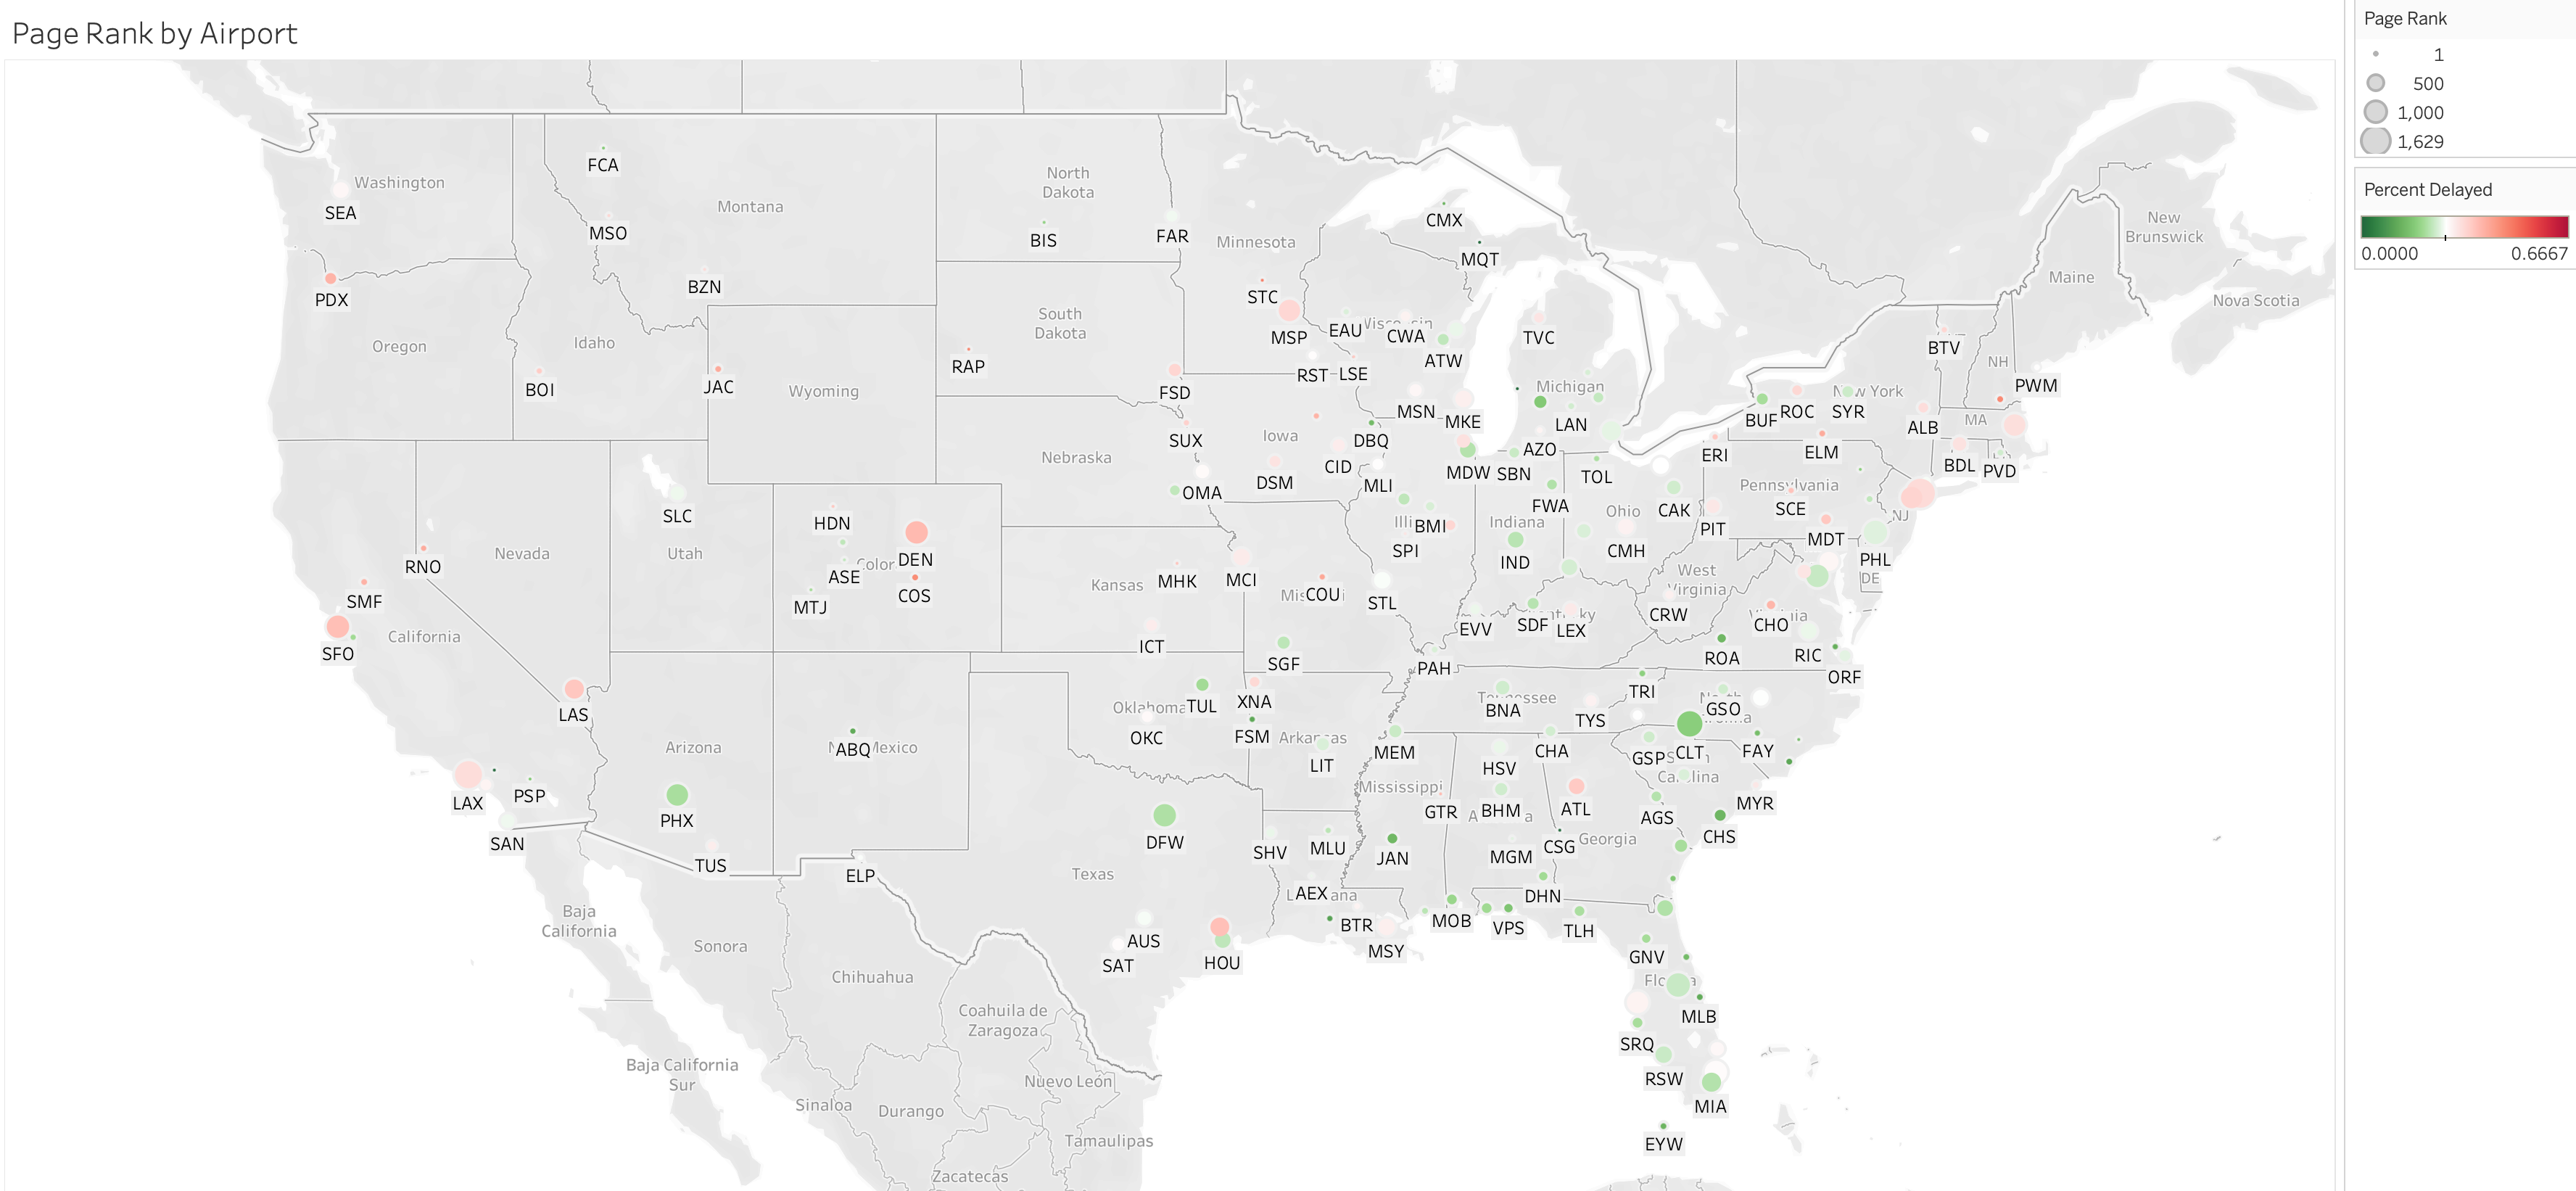 Page Rank by Airport
Page Rank
1
500
1,000
1,629
Percent Delayed
0.0000
0.6667
FCA
Washington
North
Dakota
New
Brunswick
SEA
Montana
MSO
BIS
FAR
Minnesota
CMX
MQT
Maine
BZN
PDX
STC
Nova Scotia
South
Dakota
MSP
EAU
CWA
TVC
Oregon
Idaho
ATW
BTV
NH
RAP
RST
LSE
BOI
JAC
Wyoming
FSD
Michigan
PWM
New York
MSN
MKE
LAN
BUF
ROC
SYR
ALB
MA
SUX
Iowa
DBQ
AZO
ERI
ELM
Nebraska
CID
MDW
SBN
TOL
BDL
PVD
DSM
MLI
OMA
Pennsylvania
FWA
CAK
SCE
SLC
HDN
BMI
Indiana
Ohio
PIT
NJ
Nevada
Utah
DEN
SPI
IND
CMH
MDT
PHL
RNO
ASE
MHK
MCI
West
Virginia
DE
Kansas
COU
COS
SMF
MTJ
STL
CRW
EVV
SDF
LEX
CHO
California
SFO
ICT
SGF
PAH
ROA
RIC
ORF
TRI
LAS
Oklahoma
TUL
XNA
BNA
TYS
GSO
OKC
FSM
Arkansas
Arizona
ABQ
MEM
CHA
GSP
CLT
FAY
LIT
HSV
Carolina
LAX
PSP
Mississippi
MYR
PHX
GTR
BHM
ATL
AGS
SAN
DFW
SHV
MLU
JAN
MGM
CSG
Georgia
CHS
TUS
ELP
Texas
AEX
DHN
Baja
California
BTR
MOB
VPS
TLH
Sonora
AUS
SAT
HOU
MSY
GNV
Chihuahua
Coahuila de
Zaragoza
MLB
SRQ
Baja California
Sur
Nuevo León
RSW
Sinaloa
Durango
MIA
Tamaulipas
EYW
Zacatecas